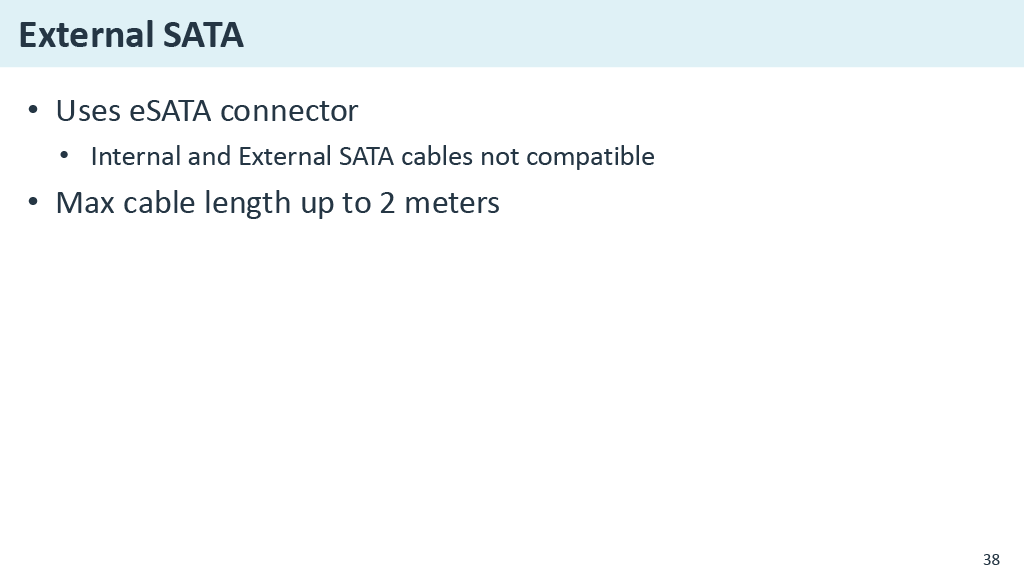 External SATA
• Uses eSATA connector
• Internal and External SATA cables not compatible
• Max cable length up to 2 meters
38